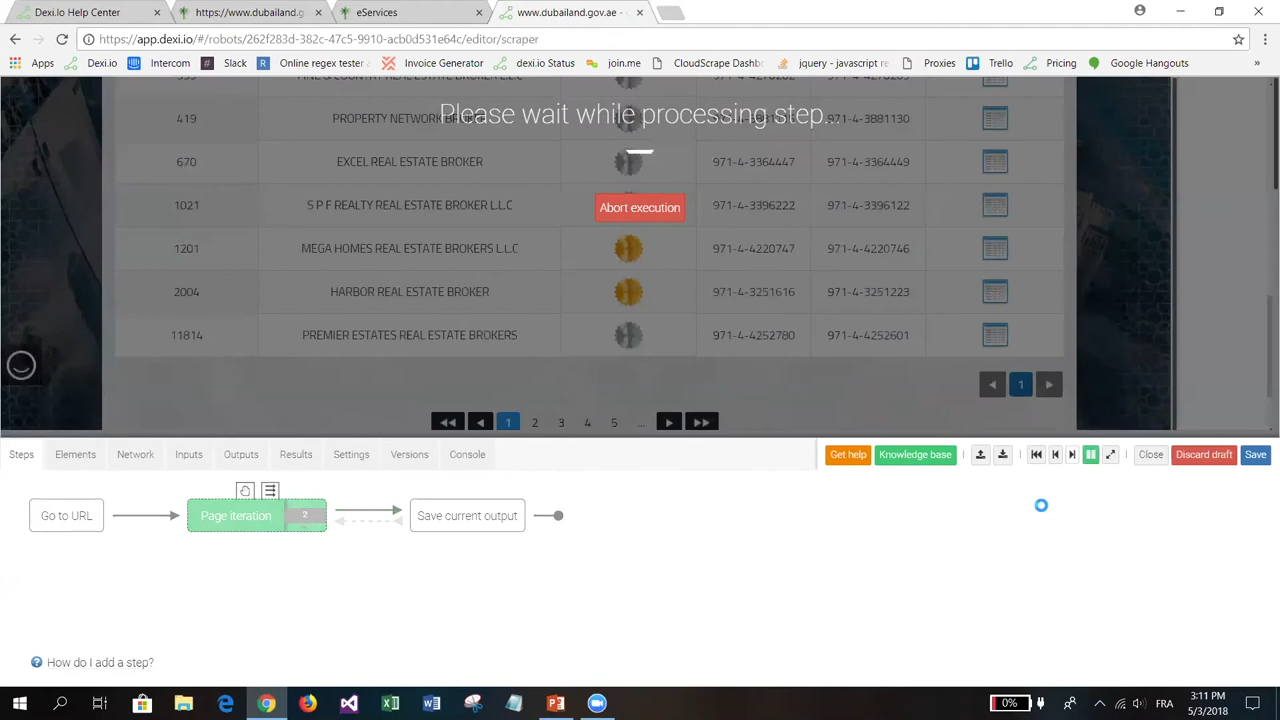 Dexi.Io Help Center
https://www.dubailand.g
eServices
www.dubailand.gov.ae -
https://app.dexi.io/#/robots/262f283d-382c-47c5-9910-acb0d531e64c/editor/scraper
Apps Dexi.io Intercom Slack Online regex tester Invoice Generator dexi.io Status join.me CloudScrape Dashb jquery - javascript re Proxies Trello Pricing Google Hangouts »
Please wait while processing step...
419 PROPERTY NETWORK 971-4-3881130
670 EXCEL REAL ESTATE BROKER 971-4-3364447 971-4-3364449
Abort execution
1021 S P F REALTY REAL ESTATE BROKER L.L.C 971-4-3396222 971-4-3396122
1201 MEGA HOMES REAL ESTATE BROKERS L.L.C 971-4-4220747 971-4-4220746
2004 HARBOR REAL ESTATE BROKER 971-4-3251616 971-4-3251223
11814 PREMIER ESTATES REAL ESTATE BROKERS 971-4-4252780 971-4-4252601
1
1 2 3 4 5 ...
Steps Elements Network Inputs Outputs Results Settings Versions Console Get help Knowledge base Close Discard draft Save
Go to URL Page iteration 2 Save current output
How do I add a step?
0% FRA 3:11 PM
5/3/2018